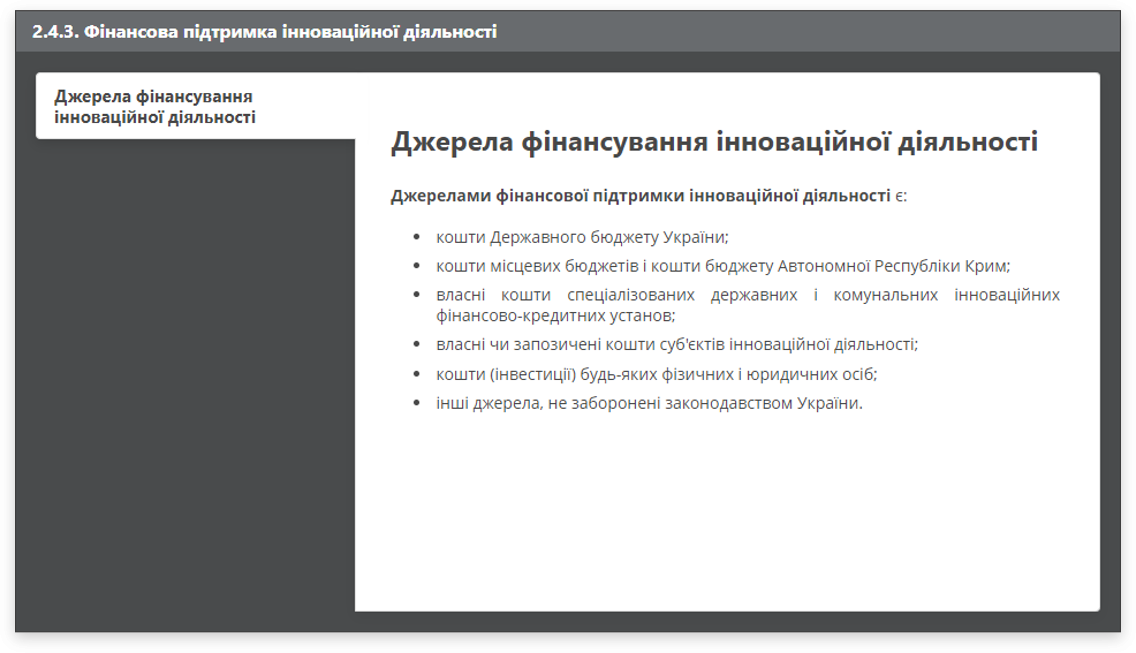 2.4.3. Фінансова підтримка інноваційної діяльності
Джерела фінансування
інноваційної діяльності
Джерела фінансування інноваційної діяльності
Джерелами фінансової підтримки інноваційної діяльності є:
• кошти Державного бюджету України;
• кошти місцевих бюджетів і кошти бюджету Автономної Республіки Крим;
• власні кошти спеціалізованих державних і комунальних інноваційних
фінансово-кредитних установ;
• власні чи запозичені кошти суб'єктів інноваційної діяльності;
• кошти (інвестиції) будь-яких фізичних і юридичних осіб;
• інші джерела, не заборонені законодавством України.